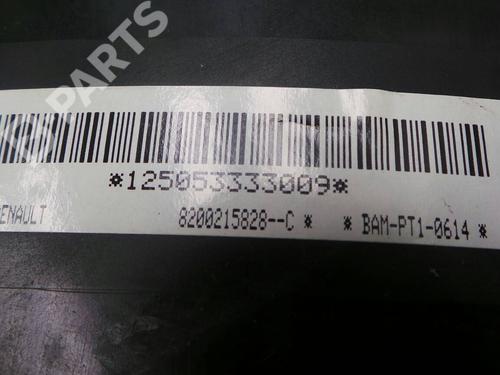 B PARTS
*125053333009*
ENAULT 8200215828--C * * BAM-PT1-0614 *